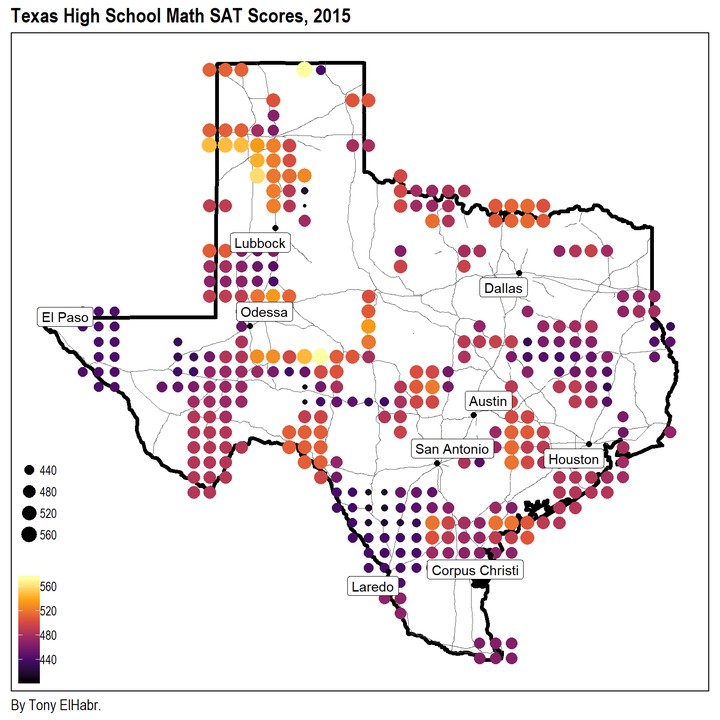 Texas High School Math SAT Scores, 2015
Lubbock
Dallas
El Paso
Odessa
Austin
San Antonio
Houston
440
480
520
560
Corpus Christi
Laredo
560
520
480
440
By Tony ElHabr.